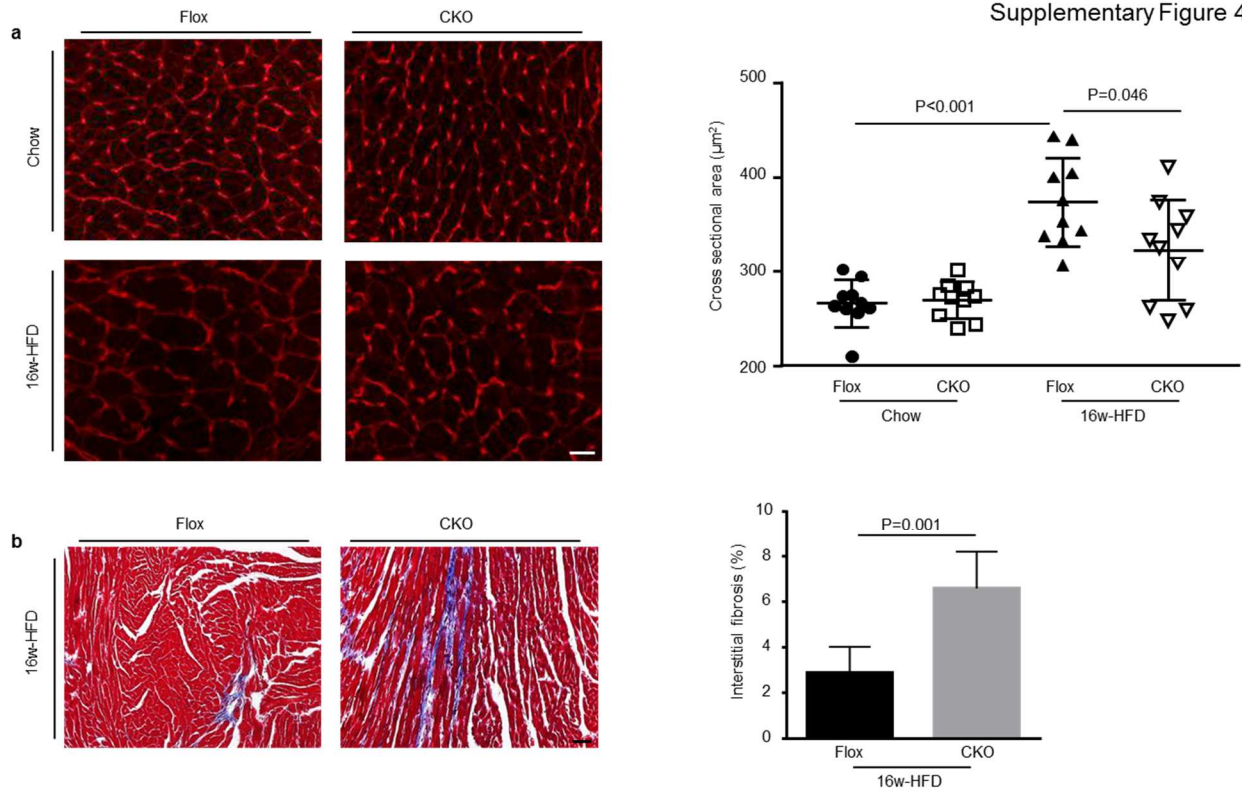 Supplementary Figure 4
a
Flox
CKO
Chow
16w-HFD
Cross sectional area (µm²)
500
400
300
200
P<0.001
P=0.046
Flox
CKO
Flox
CKO
Chow
16w-HFD
b
Flox
CKO
16w-HFD
Interstitial fibrosis (%)
10
8
6
4
2
0
P=0.001
Flox
CKO
16w-HFD